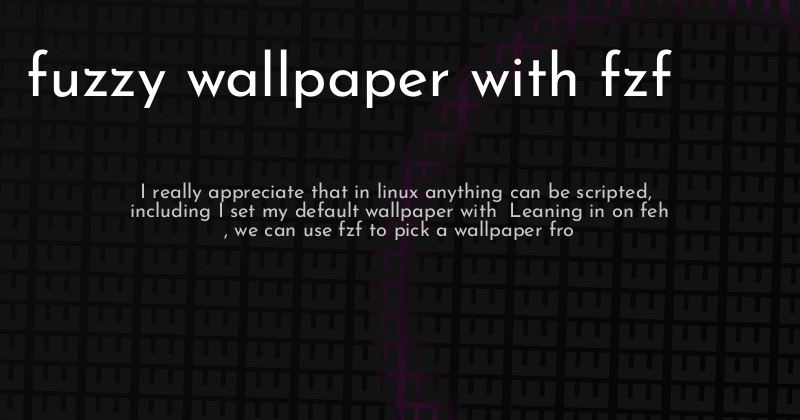 fuzzy wallpaper with fzf
I really appreciate that in linux anything can be scripted,
including I set my default wallpaper with  Leaning in on feh
, we can use fzf to pick a wallpaper fro